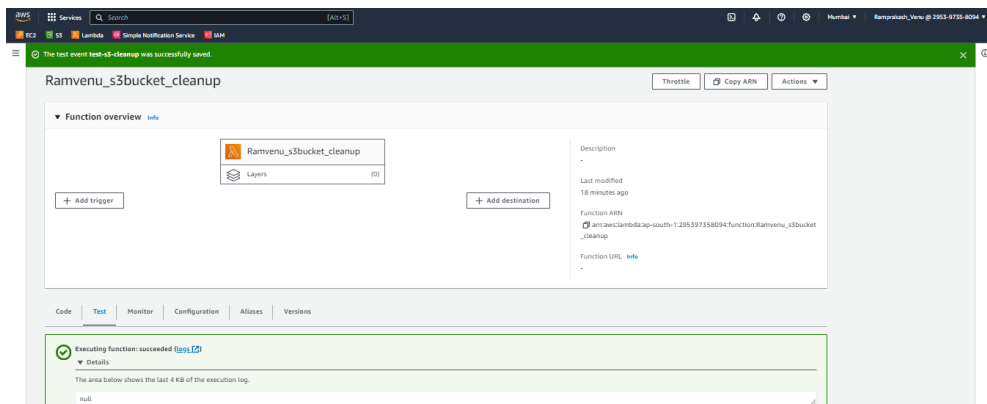 aws Services Search [Alt+S] Mumbai ▼ Ramprakash_Venu @ 2953-9735-8094 ▼
EC2 S3 Lambda Simple Notification Service IAM
The test event test-s3-cleanup was successfully saved.
Ramvenu_s3bucket_cleanup
Throttle Copy ARN Actions ▼
▼ Function overview Info
Ramvenu_s3bucket_cleanup
Layers (0)
+ Add trigger
+ Add destination
Description
-
Last modified
18 minutes ago
Function ARN
arn:aws:lambda:ap-south-1:295397358094:function:Ramvenu_s3bucket
_cleanup
Function URL Info
-
Code Test Monitor Configuration Aliases Versions
Executing function: succeeded (logs)
▼ Details
The area below shows the last 4 KB of the execution log.
null